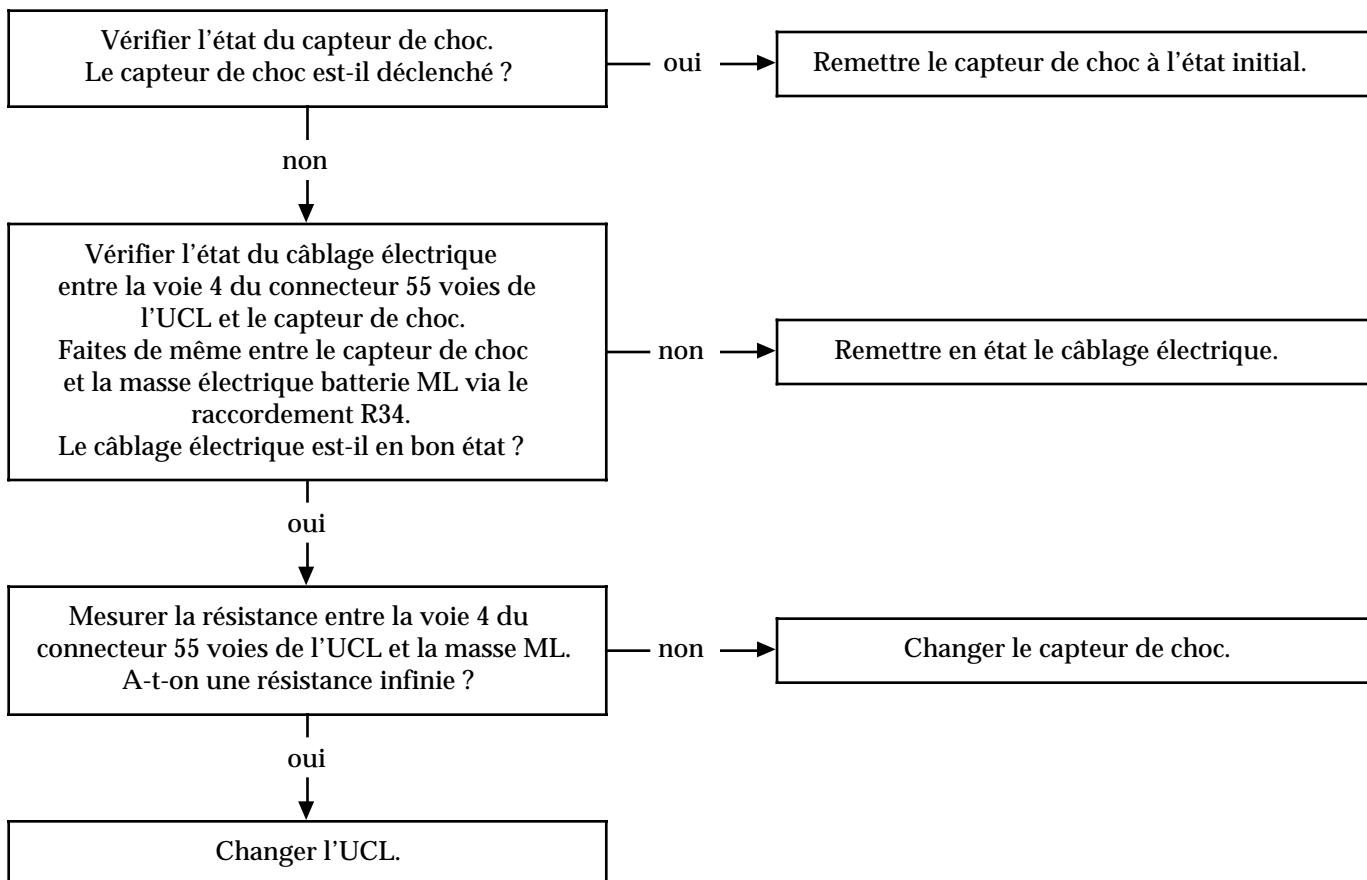 Vérifier l’état du capteur de choc.
Le capteur de choc est-il déclenché ?
oui
Remettre le capteur de choc à l’état initial.
non
Vérifier l’état du câblage électrique
entre la voie 4 du connecteur 55 voies de
l’UCL et le capteur de choc.
Faites de même entre le capteur de choc
et la masse électrique batterie ML via le
raccordement R34.
Le câblage électrique est-il en bon état ?
non
Remettre en état le câblage électrique.
oui
Mesurer la résistance entre la voie 4 du
connecteur 55 voies de l’UCL et la masse ML.
A-t-on une résistance infinie ?
non
Changer le capteur de choc.
oui
Changer l’UCL.